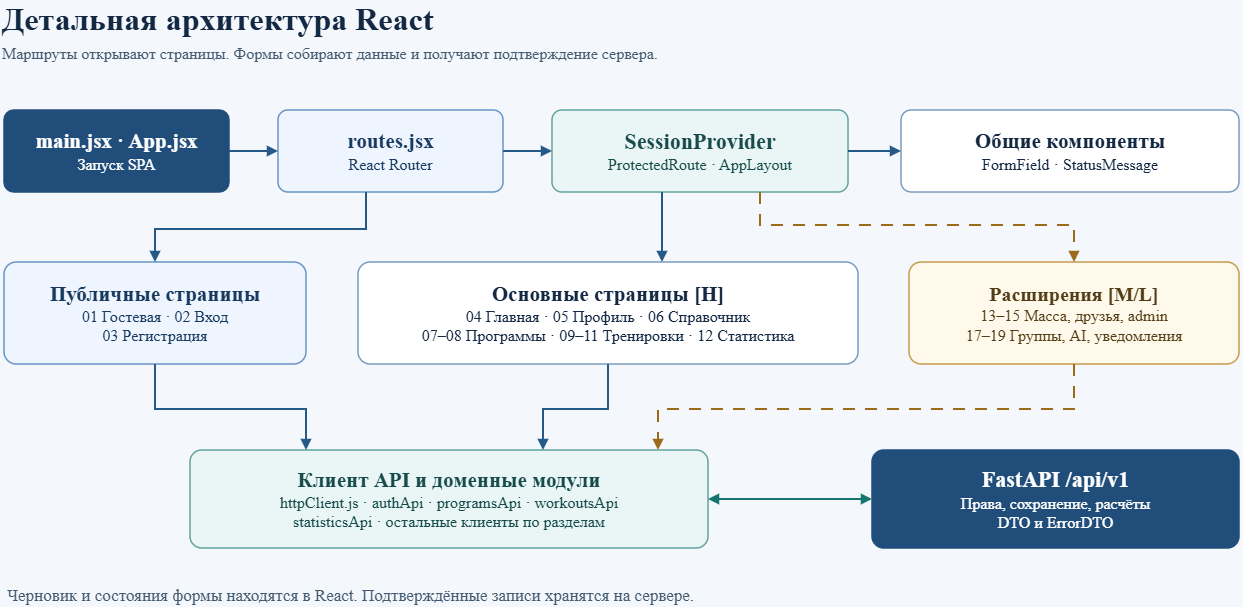 Детальная архитектура React
Маршруты открывают страницы. Формы собирают данные и получают подтверждение сервера.
main.jsx · App.jsx
Запуск SPA
routes.jsx
React Router
SessionProvider
ProtectedRoute · AppLayout
Общие компоненты
FormField · StatusMessage
Публичные страницы
01 Гостевая · 02 Вход
03 Регистрация
Основные страницы [H]
04 Главная · 05 Профиль · 06 Справочник
07–08 Программы · 09–11 Тренировки · 12 Статистика
Расширения [M/L]
13–15 Масса, друзья, admin
17–19 Группы, AI, уведомления
Клиент API и доменные модули
httpClient.js · authApi · programsApi · workoutsApi
statisticsApi · остальные клиенты по разделам
FastAPI /api/v1
Права, сохранение, расчёты
DTO и ErrorDTO
Черновик и состояния формы находятся в React. Подтверждённые записи хранятся на сервере.